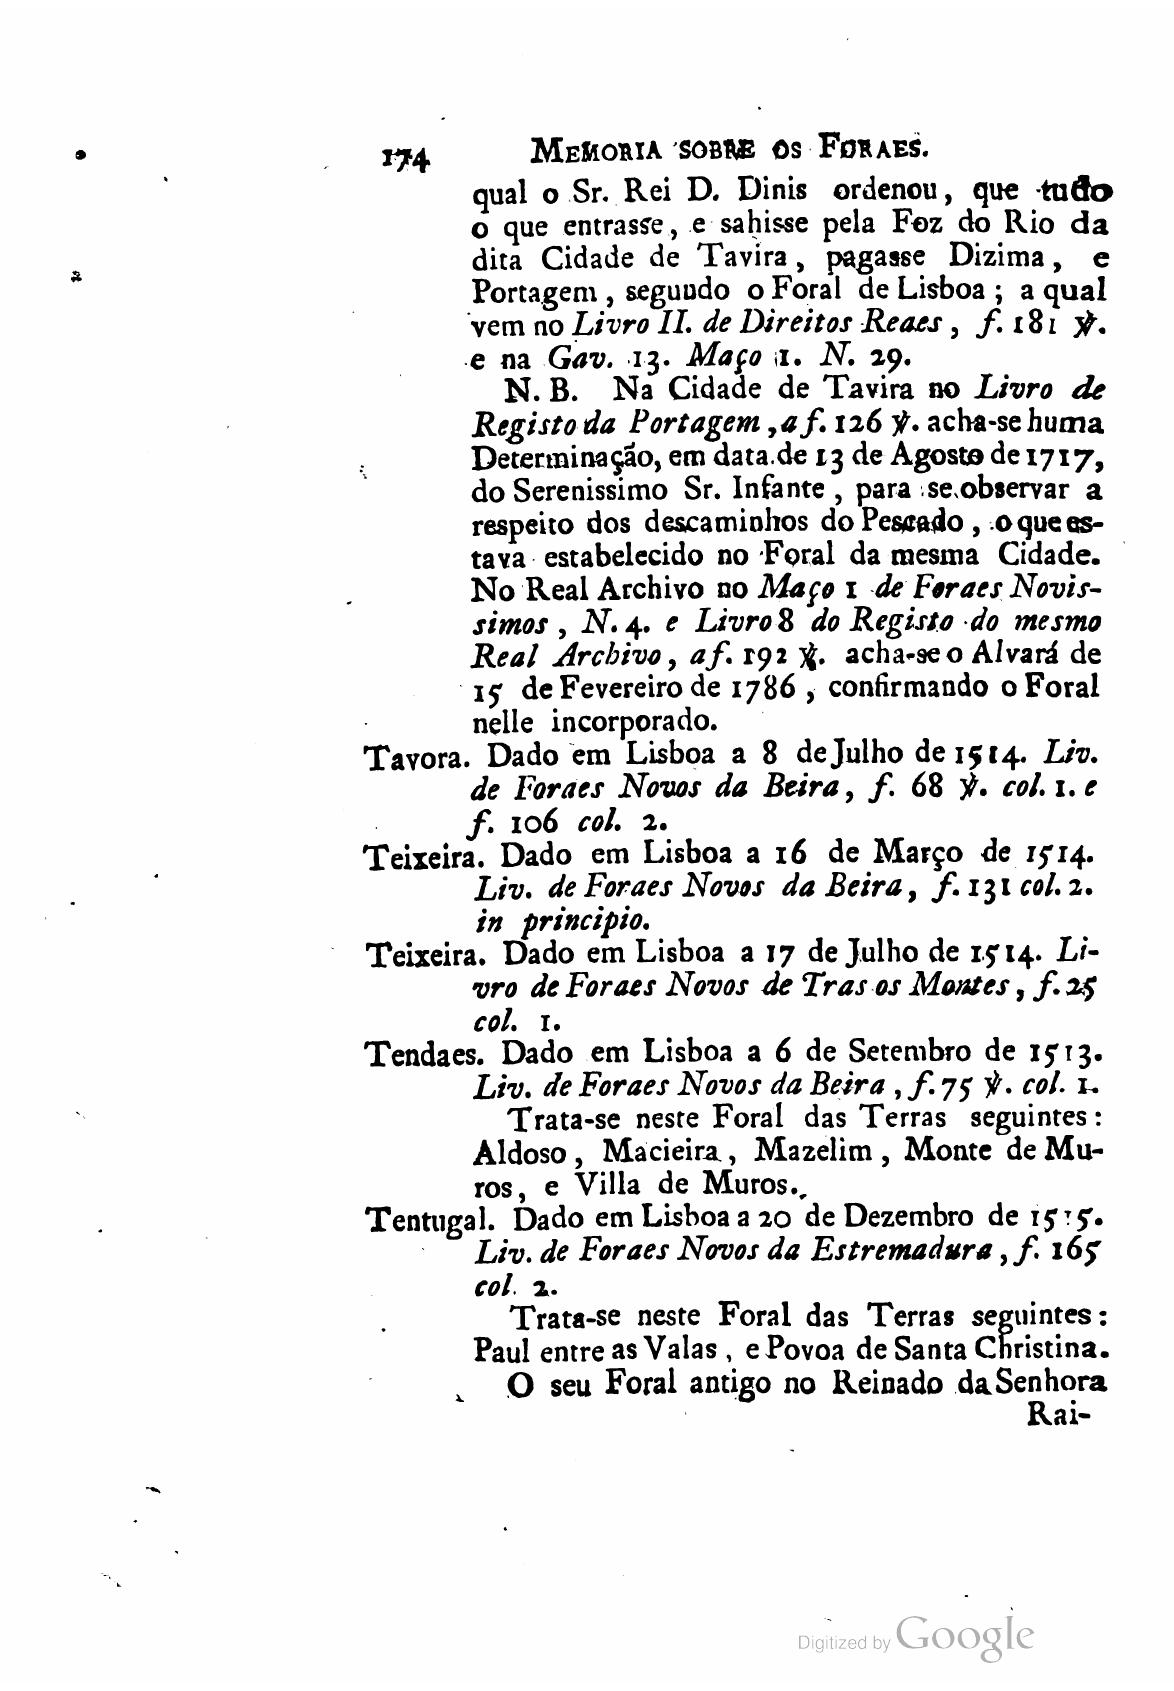 174 MEMORIA SOBRE OS FORAES.
qual o Sr. Rei D. Dinis ordenou, que tudo
o que entrasse, e sahisse pela Foz do Rio da
dita Cidade de Tavira, pagasse Dizima, e
Portagem, seguudo o Foral de Lisboa; a qual
vem no Livro II. de Direitos Reaes, f. 181 ℣.
e na Gav. 13. Maço 1. N. 29.
N. B. Na Cidade de Tavira no Livro de
Registo da Portagem, a f. 126 ℣. acha-se huma
Determinação, em data de 13 de Agosto de 1717,
do Serenissimo Sr. Infante, para se observar a
respeito dos descaminhos do Pescado, o que es-
tava estabelecido no Foral da mesma Cidade.
No Real Archivo no Maço 1 de Foraes Novis-
simos, N. 4. e Livro 8 do Registo do mesmo
Real Archivo, a f. 192 ℣. acha-se o Alvará de
15 de Fevereiro de 1786, confirmando o Foral
nelle incorporado.
Tavora. Dado em Lisboa a 8 de Julho de 1514. Liv.
de Foraes Novos da Beira, f. 68 ℣. col. 1. e
f. 106 col. 2.
Teixeira. Dado em Lisboa a 16 de Março de 1514.
Liv. de Foraes Novos da Beira, f. 131 col. 2.
in principio.
Teixeira. Dado em Lisboa a 17 de Julho de 1514. Li-
vro de Foraes Novos de Tras os Montes, f. 25
col. 1.
Tendaes. Dado em Lisboa a 6 de Setembro de 1513.
Liv. de Foraes Novos da Beira, f. 75 ℣. col. 1.
Trata-se neste Foral das Terras seguintes:
Aldoso, Macieira, Mazelim, Monte de Mu-
ros, e Villa de Muros.
Tentugal. Dado em Lisboa a 20 de Dezembro de 1515.
Liv. de Foraes Novos da Estremadura, f. 165
col. 2.
Trata-se neste Foral das Terras seguintes:
Paul entre as Valas, e Povoa de Santa Christina.
O seu Foral antigo no Reinado da Senhora
Rai-
Digitized by Google